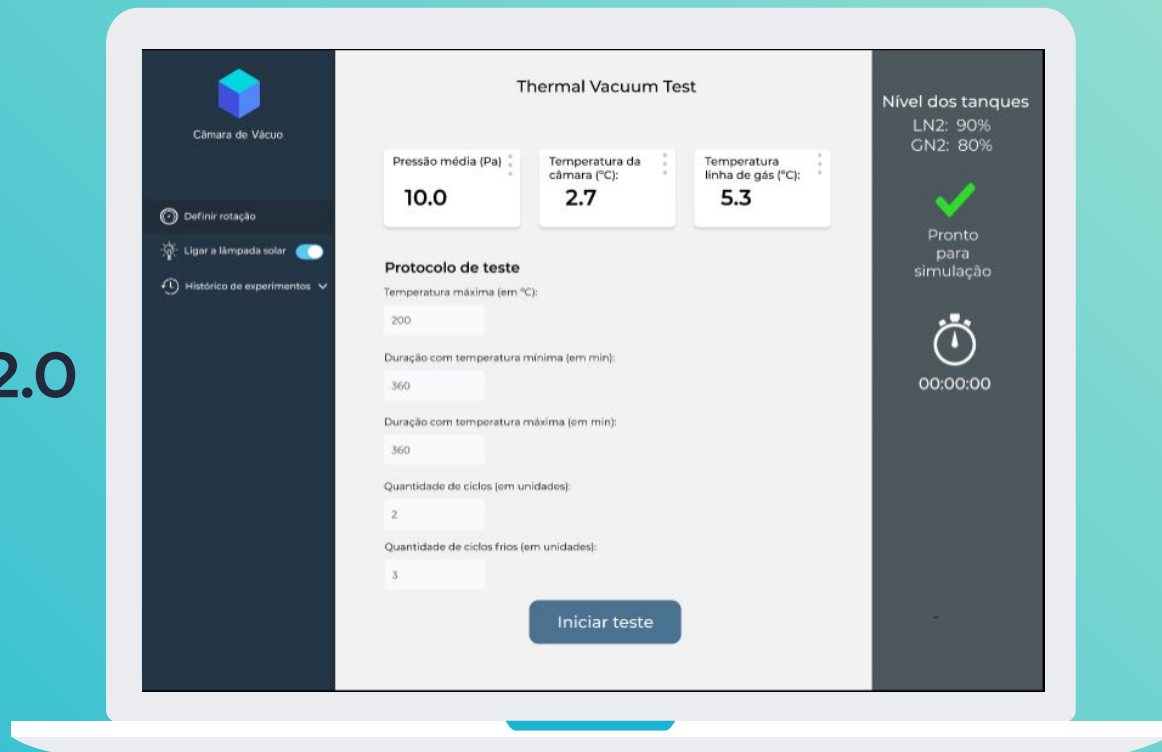 2.0
Câmara de Vácuo
Definir rotação
Ligar a lâmpada solar
Histórico de experimentos
Thermal Vacuum Test
Pressão média (Pa)
10.0
Temperatura da
câmara (ºC):
2.7
Temperatura
linha de gás (ºC):
5.3
Protocolo de teste
Temperatura máxima (em ºC):
200
Duração com temperatura mínima (em min):
360
Duração com temperatura máxima (em min):
360
Quantidade de ciclos (em unidades):
2
Quantidade de ciclos frios (em unidades):
3
Iniciar teste
Nível dos tanques
LN2: 90%
GN2: 80%
Pronto
para
simulação
00:00:00